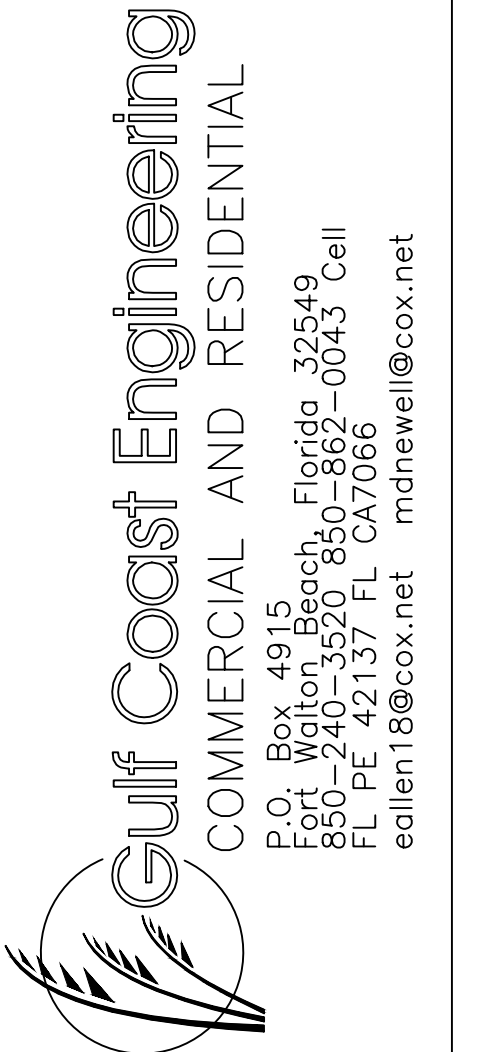 Gulf Coast Engineering
COMMERCIAL AND RESIDENTIAL
P.O. Box 4915
Fort Walton Beach, Florida 32549
850-240-3520 850-862-0043 Cell
FL PE 42137 FL CA7066
eallen18@cox.net mdnewell@cox.net